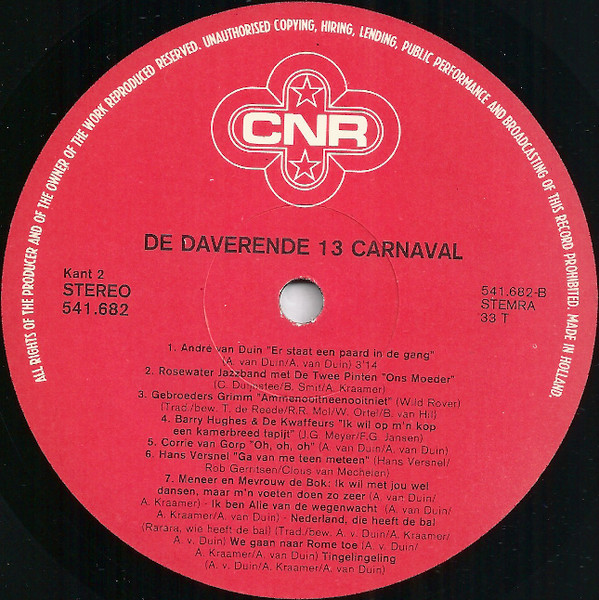 ALL RIGHTS OF THE PRODUCER AND OF THE OWNER OF THE WORK REPRODUCED RESERVED. UNAUTHORISED COPYING, HIRING, LENDING, PUBLIC PERFORMANCE AND BROADCASTING OF THIS RECORD PROHIBITED. MADE IN HOLLAND.
CNR
DE DAVERENDE 13 CARNAVAL
Kant 2
STEREO
541.682
541.682-B
STEMRA
33 T
1. André van Duin "Er staat een paard in de gang"
(A. van Duin/A. van Duin) 3'14
2. Rosewater Jazzband met De Twee Pinten "Ons Moeder"
(C. Duijostee/B. Smit/A. Kraamer)
3. Gebroeders Grimm "Ammenooitneenooitniet" (Wild Rover)
(Trad./bew. T. de Reede/R.R. Mol/W. Ortel/B. van Hil)
4. Barry Hughes & De Kwaffeurs "Ik wil op m'n kop
een kamerbreed tapijt" (J.G. Meyer/F.G. Jansen)
5. Corrie van Gorp "Oh, oh, oh" (A. van Duin/A. van Duin)
6. Hans Versnel "Ga van me teen meteen" (Hans Versnel/
Rob Gerritsen/Clous van Mechelen)
7. Meneer en Mevrouw de Bok: Ik wil met jou wel
dansen, maar m'n voeten doen zo zeer (A. van Duin/
A. Kraamer) - Ik ben Alie van de wegenwacht (A. van Duin/
A. Kraamer/A. van Duin) - Nederland, die heeft de bal
(Rarara, wie heeft de bal) (Trad./bew. A. v. Duin/A. v. Duin/
A. v. Duin) We gaan naar Rome toe (A. v. Duin/
A. Kraamer/A. van Duin) Tingelingeling
(A. v. Duin/A. Kraamer/A. van Duin)